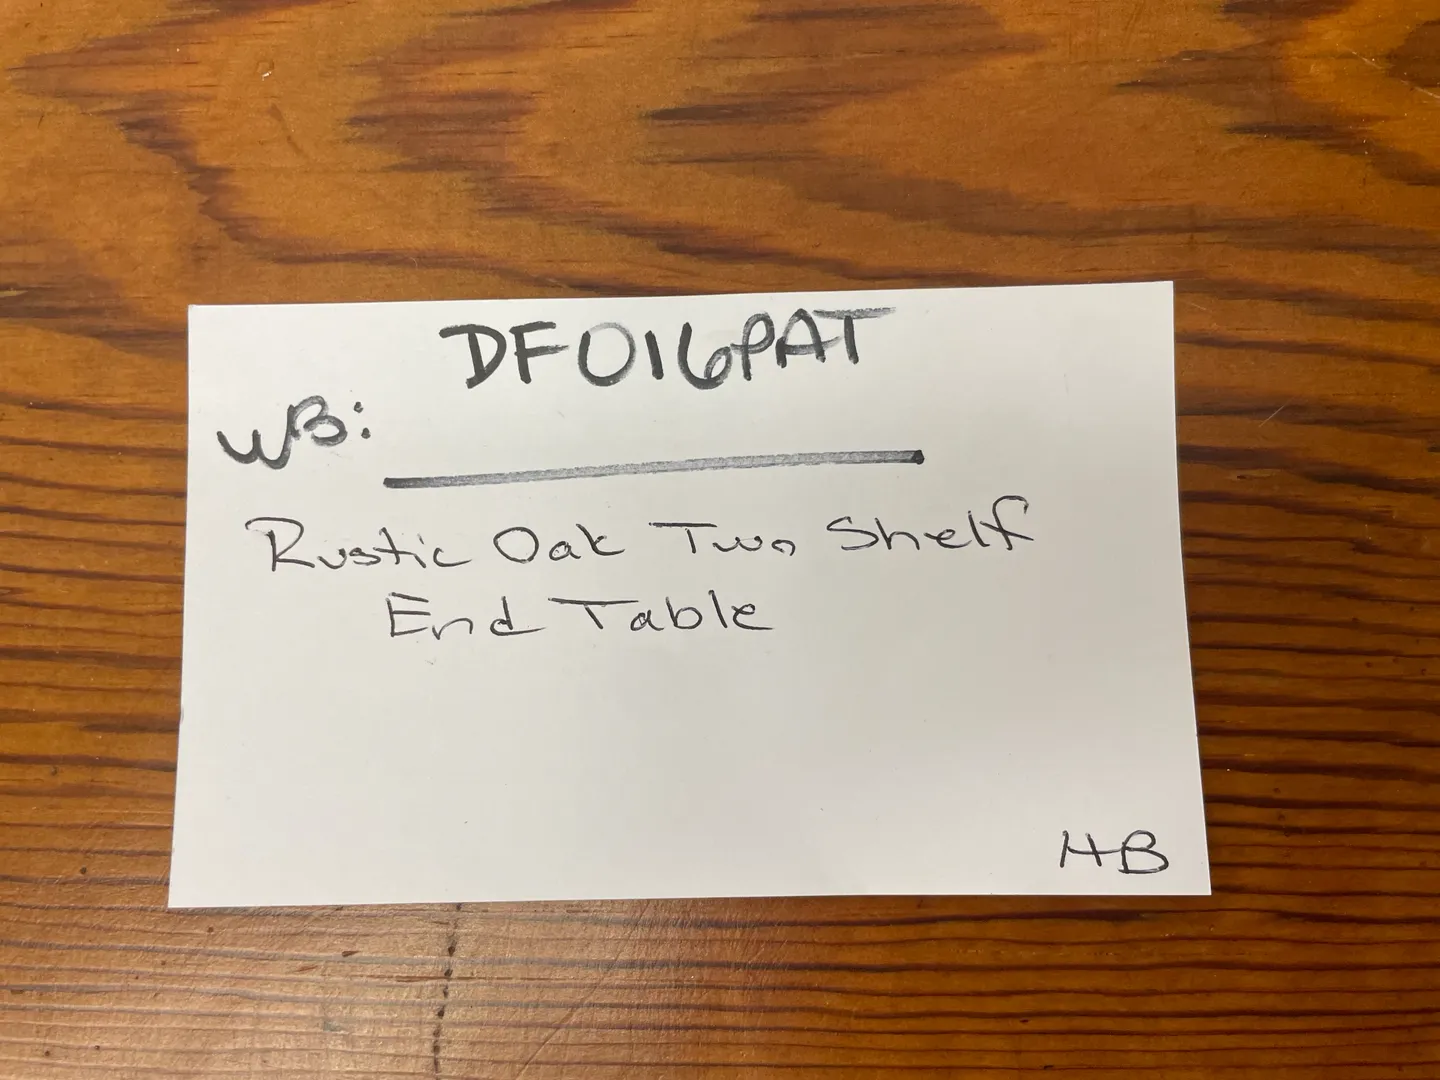 DF016PAT
WB:
Rustic Oak Two Shelf
End Table
HB